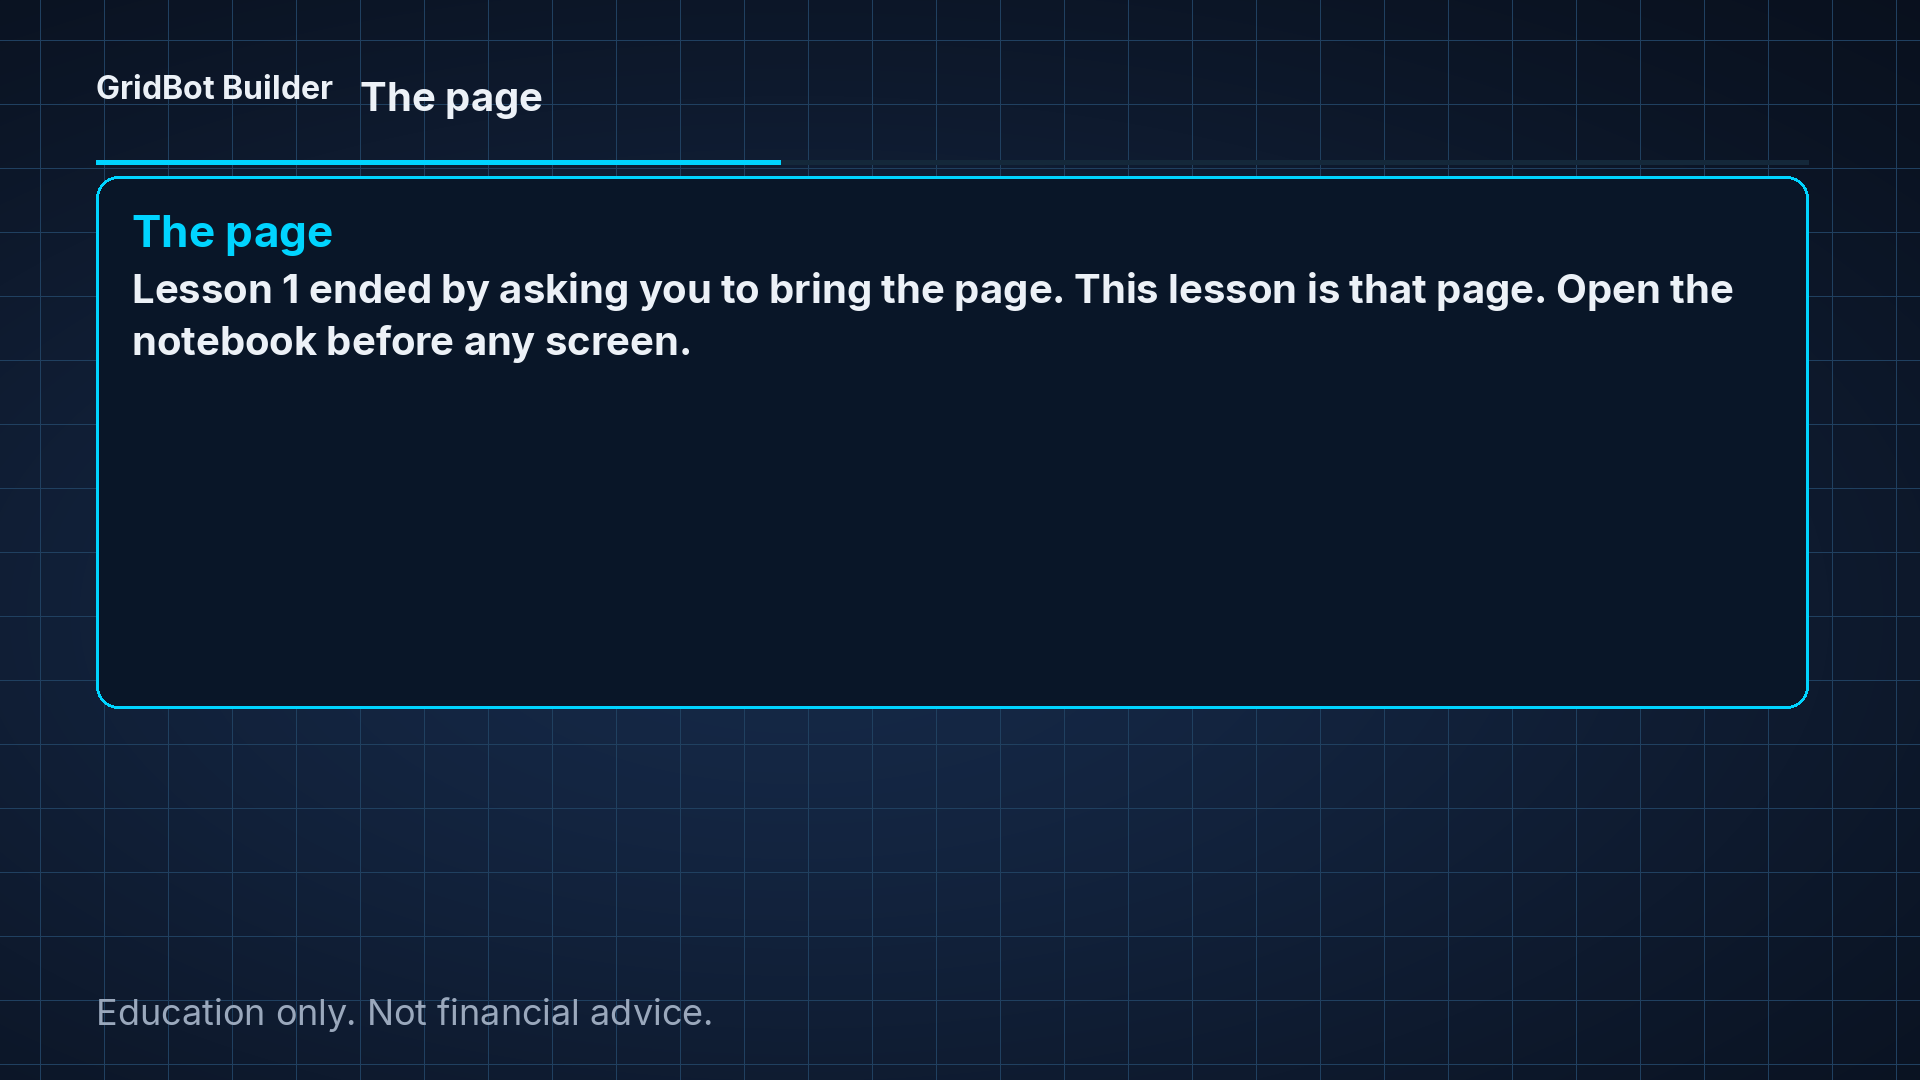 GridBot Builder
The page
The page
Lesson 1 ended by asking you to bring the page. This lesson is that page. Open the
notebook before any screen.
Education only. Not financial advice.